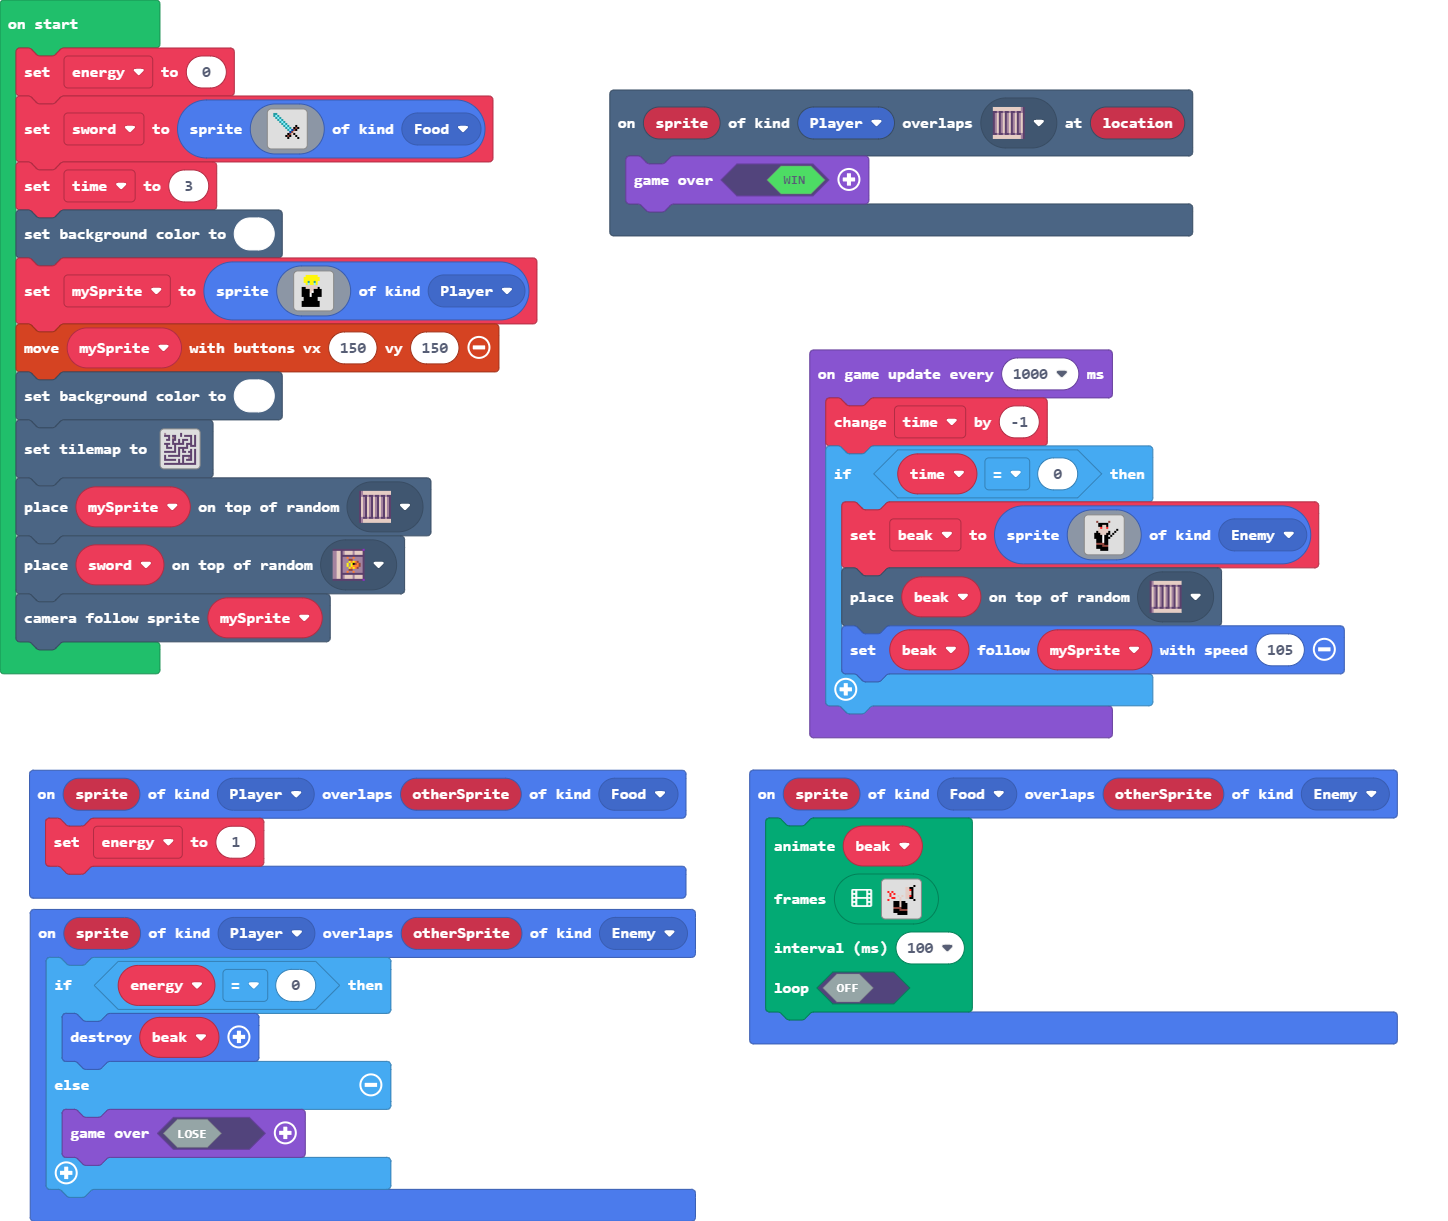 on start
set energy to 0
set sword to sprite of kind Food
set time to 3
set background color to
set mySprite to sprite of kind Player
move mySprite with buttons vx 150 vy 150
set background color to
set tilemap to
place mySprite on top of random
place sword on top of random
camera follow sprite mySprite
on sprite of kind Player overlaps at location
game over WIN
on game update every 1000 ms
change time by -1
if time = 0 then
set beak to sprite of kind Enemy
place beak on top of random
set beak follow mySprite with speed 105
on sprite of kind Player overlaps otherSprite of kind Food
set energy to 1
on sprite of kind Player overlaps otherSprite of kind Enemy
if energy = 0 then
destroy beak
else
game over LOSE
on sprite of kind Food overlaps otherSprite of kind Enemy
animate beak
frames
interval (ms) 100
loop OFF